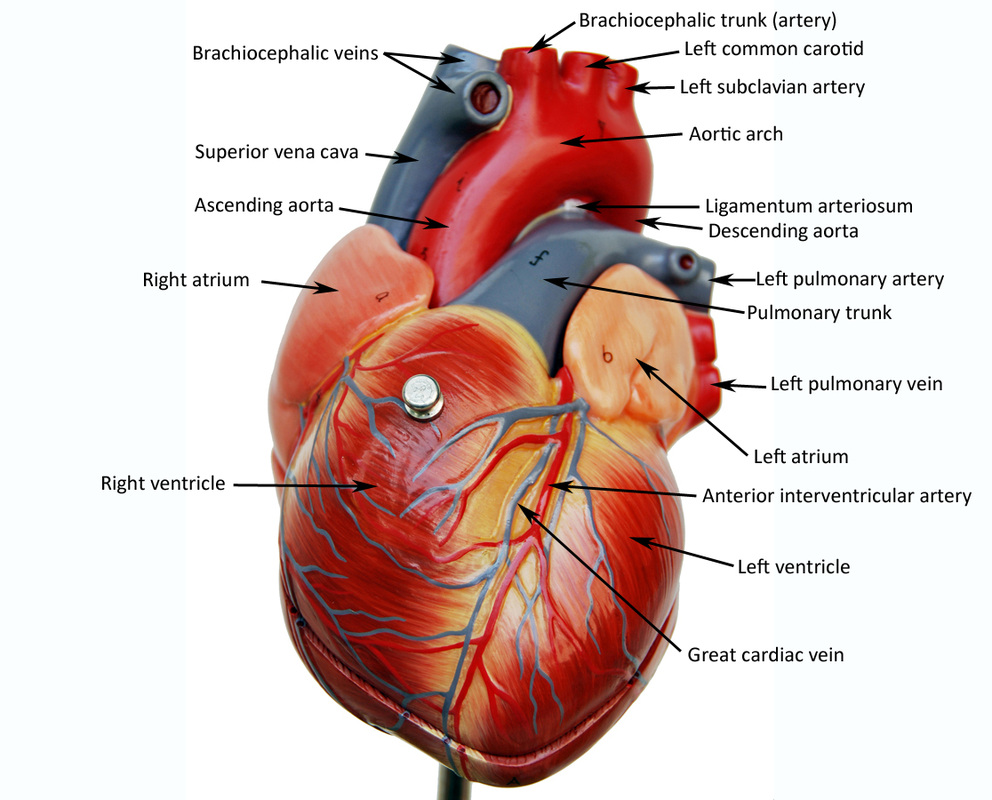 Brachiocephalic trunk (artery)
Brachiocephalic veins
Left common carotid
Left subclavian artery
Aortic arch
Superior vena cava
Ascending aorta
Ligamentum arteriosum
Descending aorta
Right atrium
Left pulmonary artery
Pulmonary trunk
Left pulmonary vein
Left atrium
Right ventricle
Anterior interventricular artery
Left ventricle
Great cardiac vein